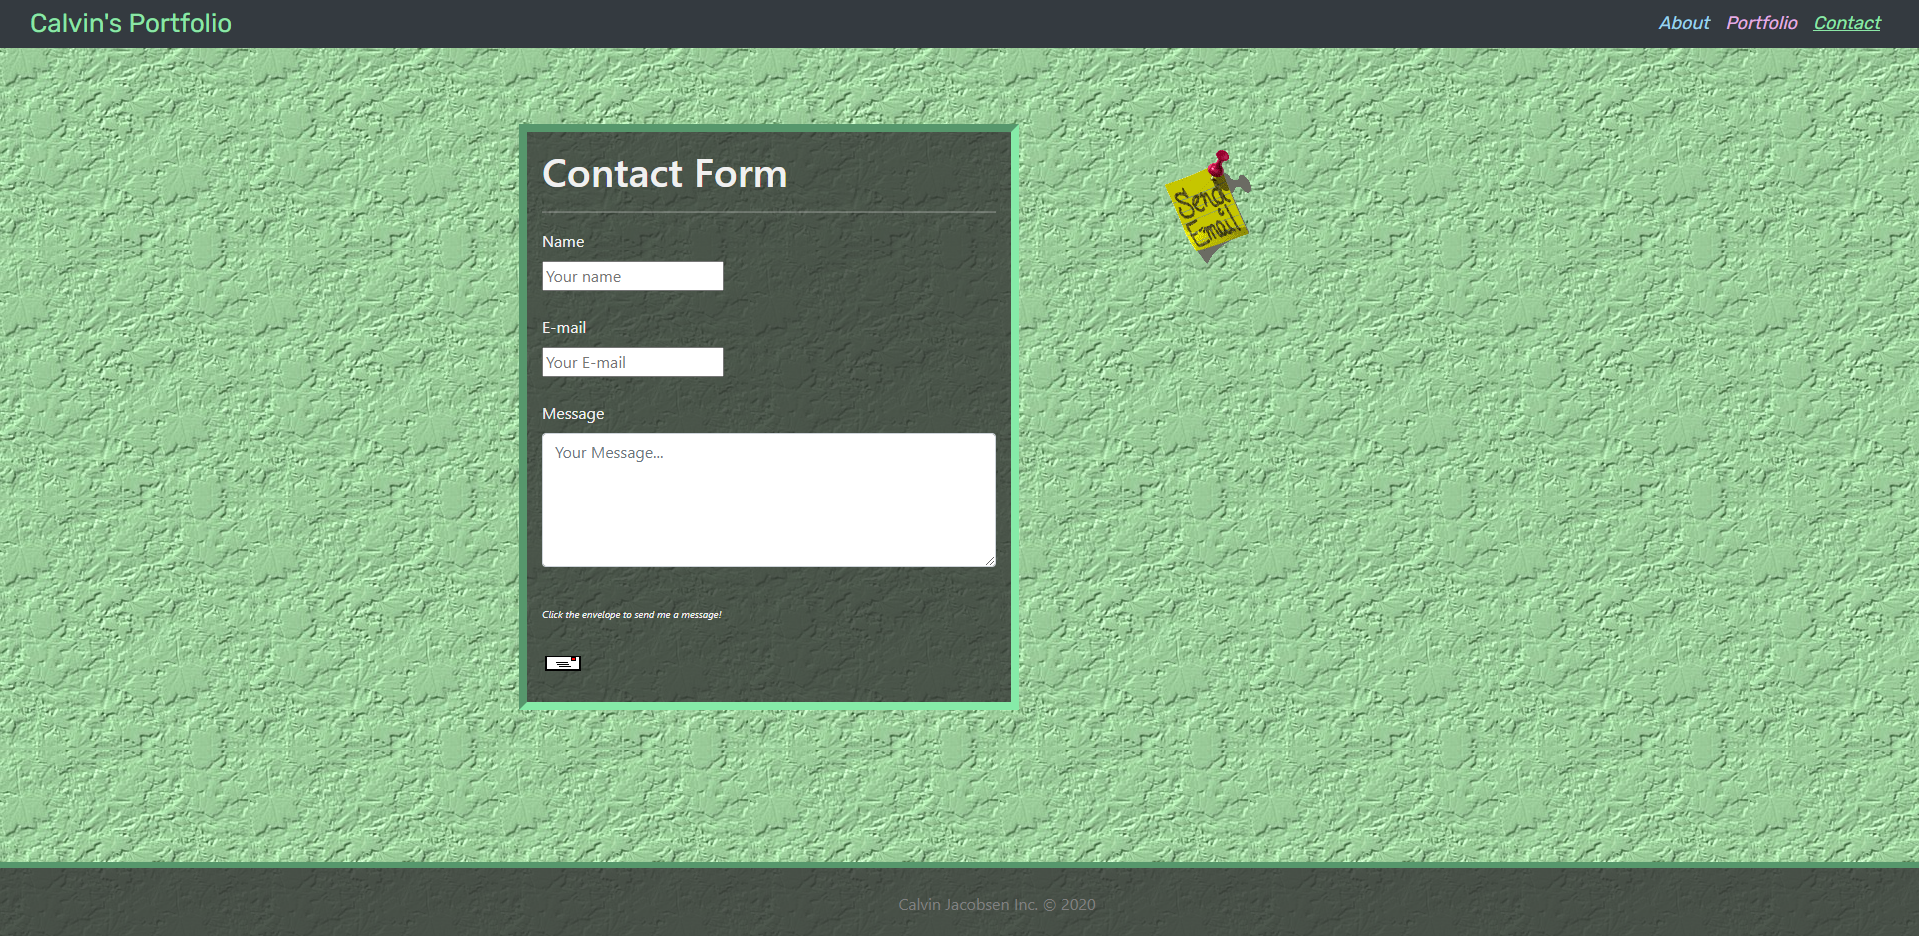 Calvin's Portfolio
About Portfolio Contact
Contact Form
Send
Email
Name
Your name
E-mail
Your E-mail
Message
Your Message...
Click the envelope to send me a message!
Calvin Jacobsen Inc. © 2020